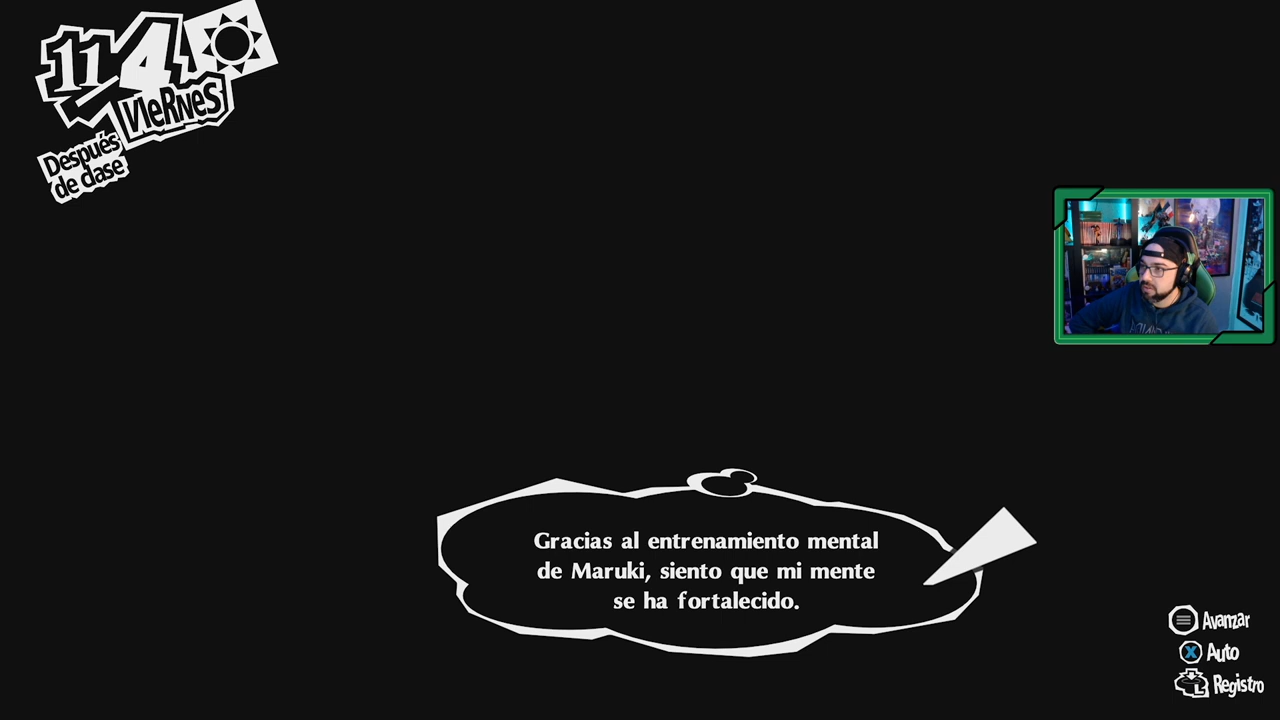 11/4
Viernes
Después
de clase
Gracias al entrenamiento mental
de Maruki, siento que mi mente
se ha fortalecido.
Avanzar
X Auto
L Registro